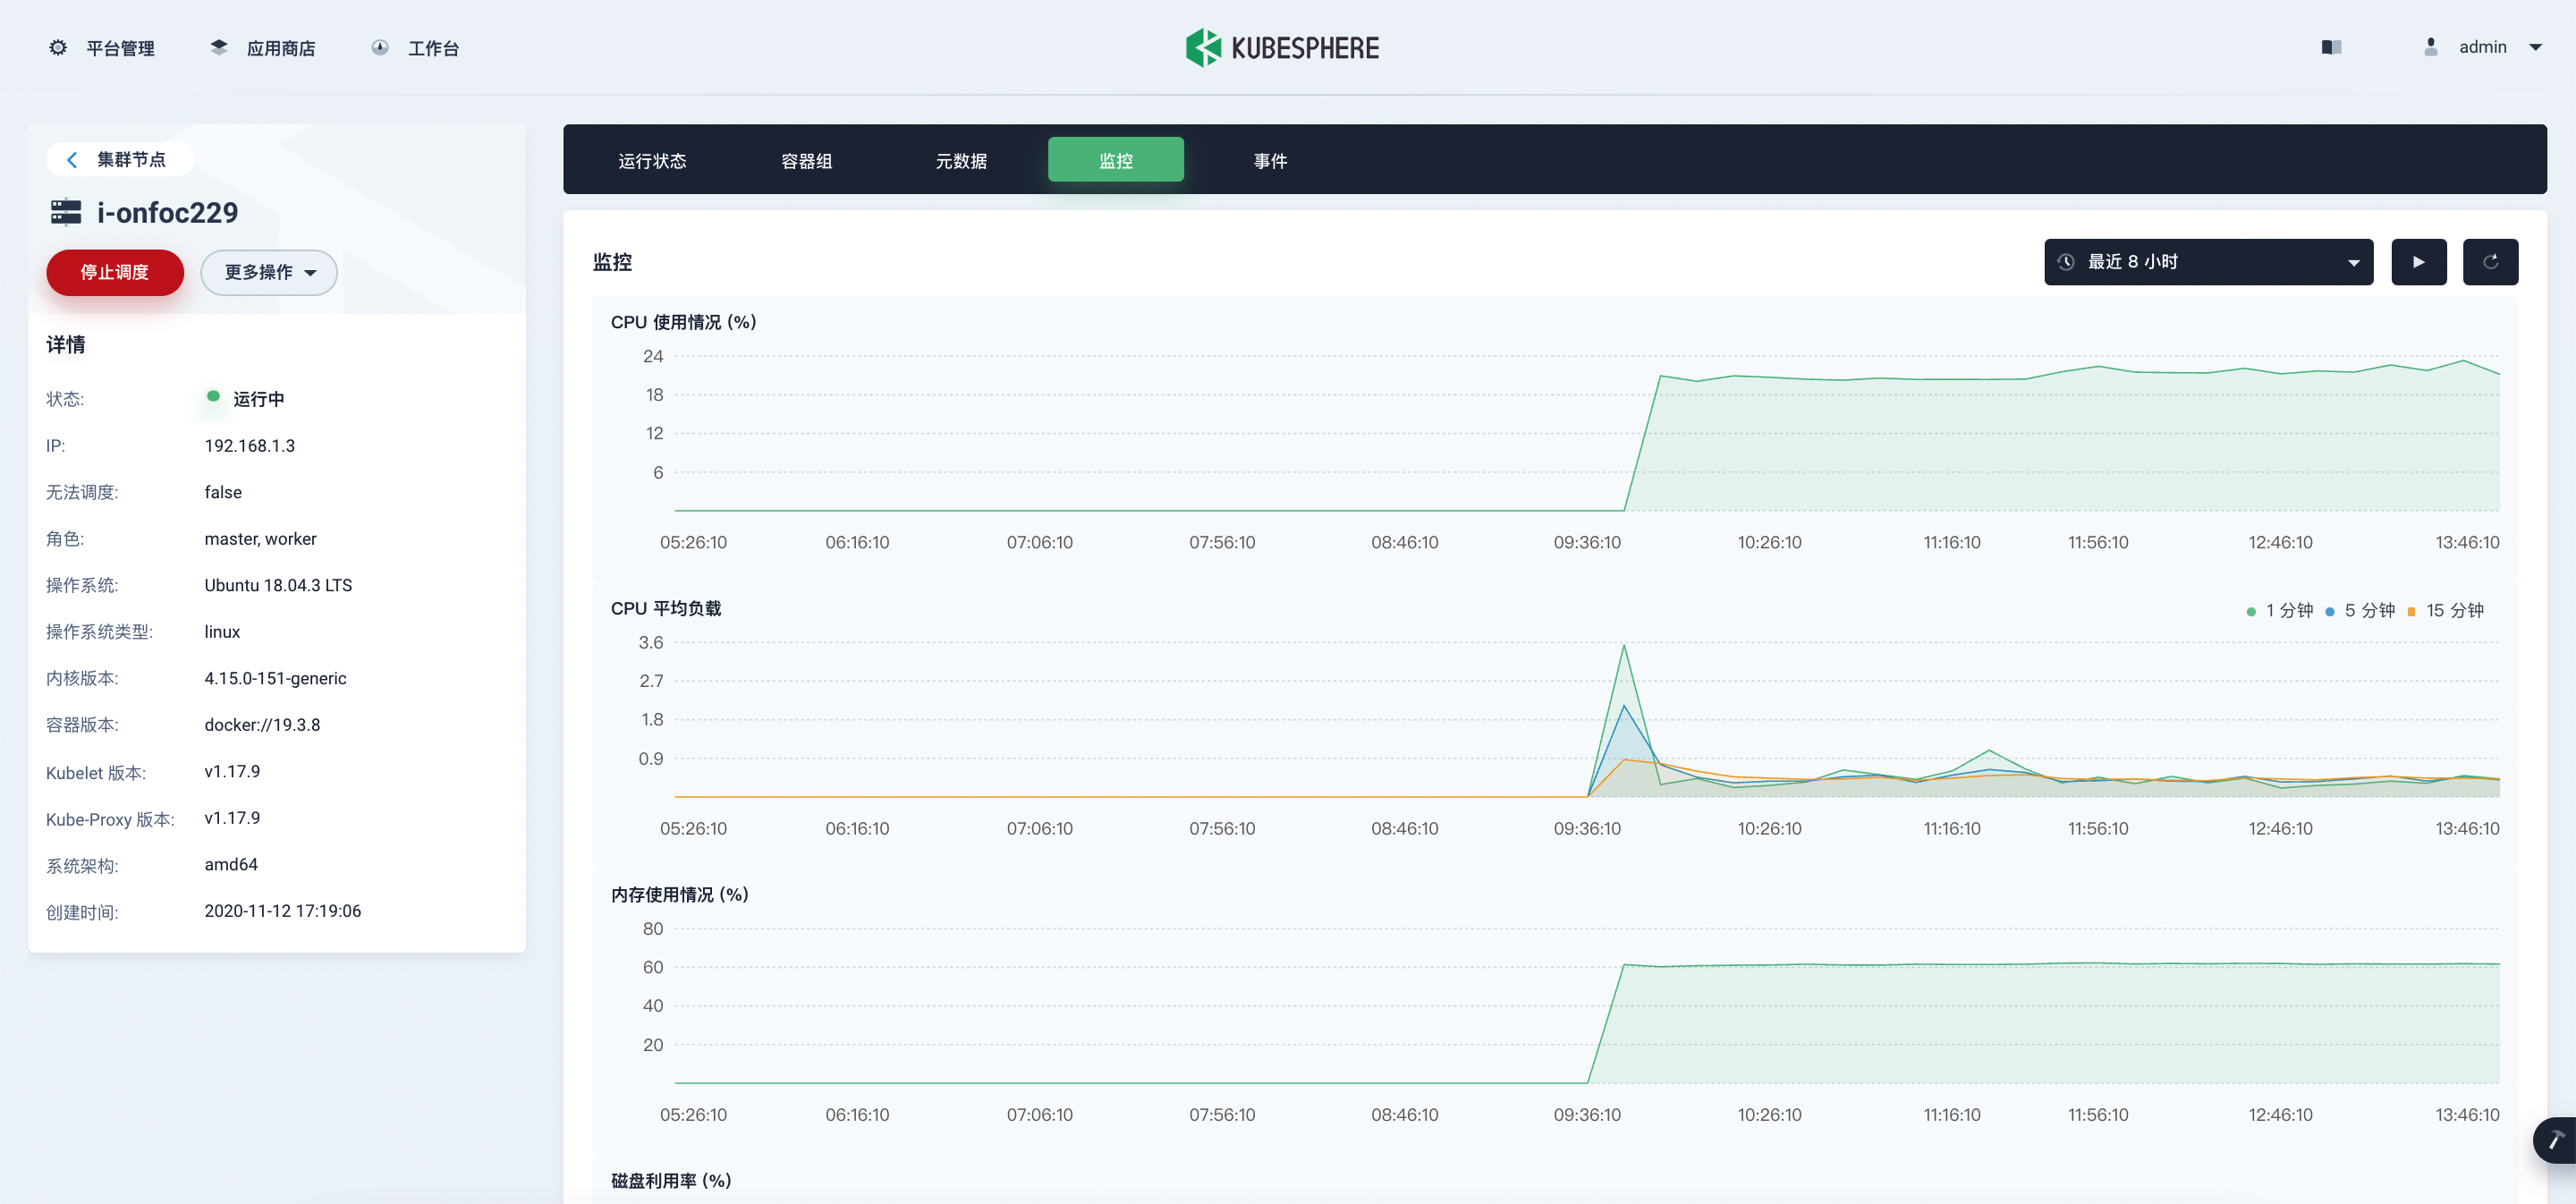 平台管理
应用商店
工作台
KUBESPHERE
admin
集群节点
i-onfoc229
停止调度
更多操作
详情
状态: 运行中
IP: 192.168.1.3
无法调度: false
角色: master, worker
操作系统: Ubuntu 18.04.3 LTS
操作系统类型: linux
内核版本: 4.15.0-151-generic
容器版本: docker://19.3.8
Kubelet 版本: v1.17.9
Kube-Proxy 版本: v1.17.9
系统架构: amd64
创建时间: 2020-11-12 17:19:06
运行状态 容器组 元数据 监控 事件
监控
最近 8 小时
CPU 使用情况 (%)
24
18
12
6
05:26:10 06:16:10 07:06:10 07:56:10 08:46:10 09:36:10 10:26:10 11:16:10 11:56:10 12:46:10 13:46:10
CPU 平均负载
1 分钟 5 分钟 15 分钟
3.6
2.7
1.8
0.9
05:26:10 06:16:10 07:06:10 07:56:10 08:46:10 09:36:10 10:26:10 11:16:10 11:56:10 12:46:10 13:46:10
内存使用情况 (%)
80
60
40
20
05:26:10 06:16:10 07:06:10 07:56:10 08:46:10 09:36:10 10:26:10 11:16:10 11:56:10 12:46:10 13:46:10
磁盘利用率 (%)